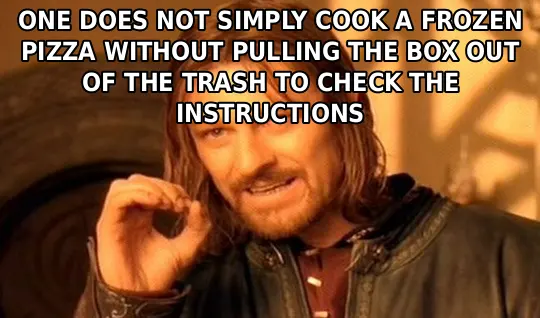 ONE DOES NOT SIMPLY COOK A FROZEN
PIZZA WITHOUT PULLING THE BOX OUT
OF THE TRASH TO CHECK THE
INSTRUCTIONS